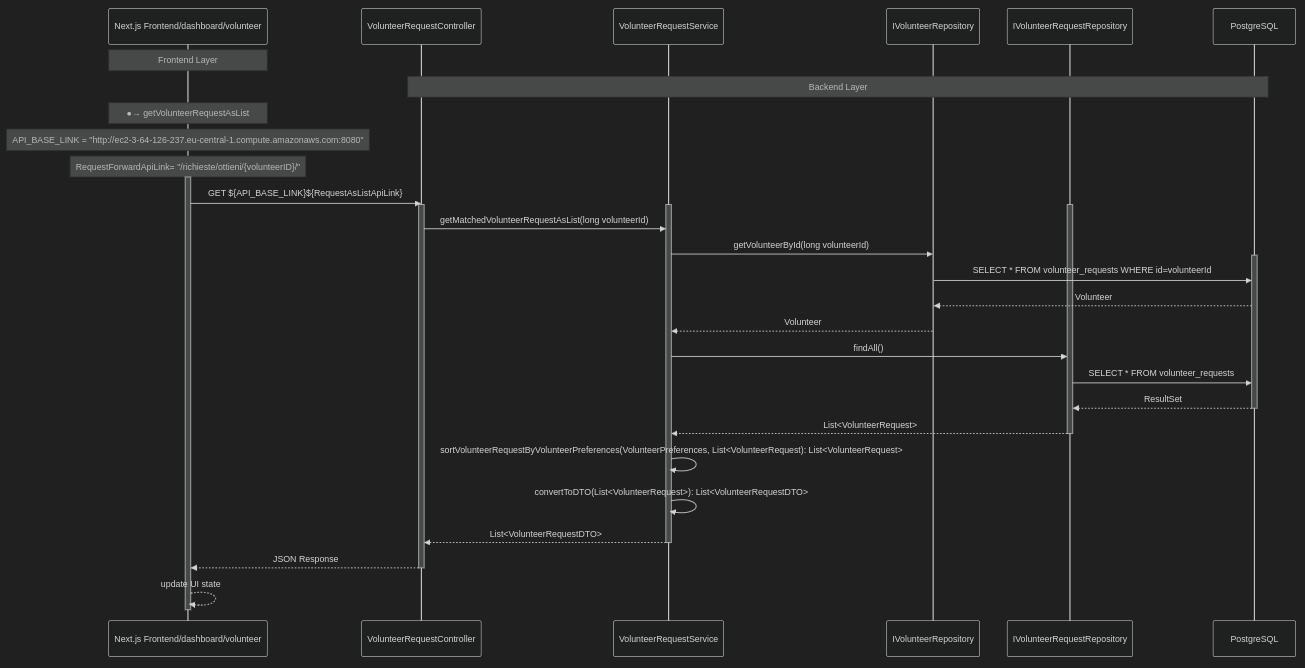 Next.js Frontend/dashboard/volunteer
VolunteerRequestController
VolunteerRequestService
IVolunteerRepository
IVolunteerRequestRepository
PostgreSQL
Frontend Layer
Backend Layer
●→ getVolunteerRequestAsList
API_BASE_LINK = "http://ec2-3-64-126-237.eu-central-1.compute.amazonaws.com:8080"
RequestForwardApiLink= "/richieste/ottieni/{volunteerID}/"
GET ${API_BASE_LINK}${RequestAsListApiLink}
getMatchedVolunteerRequestAsList(long volunteerId)
getVolunteerById(long volunteerId)
SELECT * FROM volunteer_requests WHERE id=volunteerId
Volunteer
Volunteer
findAll()
SELECT * FROM volunteer_requests
ResultSet
List<VolunteerRequest>
sortVolunteerRequestByVolunteerPreferences(VolunteerPreferences, List<VolunteerRequest): List<VolunteerRequest>
convertToDTO(List<VolunteerRequest>): List<VolunteerRequestDTO>
List<VolunteerRequestDTO>
JSON Response
update UI state
Next.js Frontend/dashboard/volunteer
VolunteerRequestController
VolunteerRequestService
IVolunteerRepository
IVolunteerRequestRepository
PostgreSQL